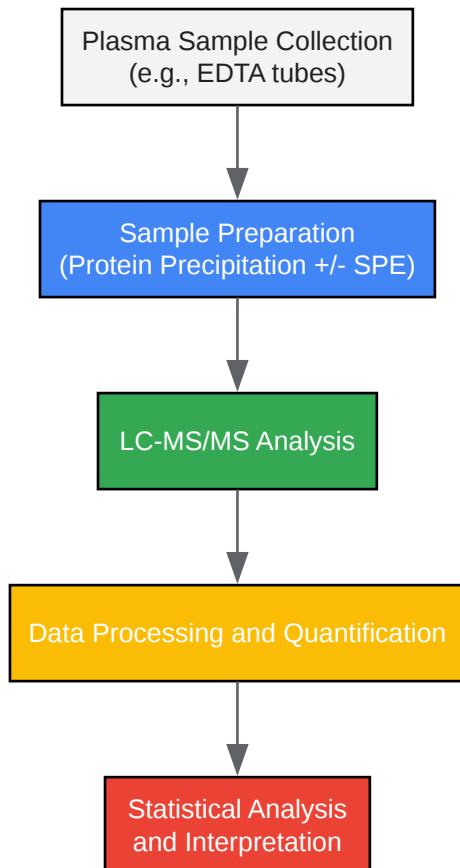 Plasma Sample Collection
(e.g., EDTA tubes)
Sample Preparation
(Protein Precipitation +/- SPE)
LC-MS/MS Analysis
Data Processing and Quantification
Statistical Analysis
and Interpretation